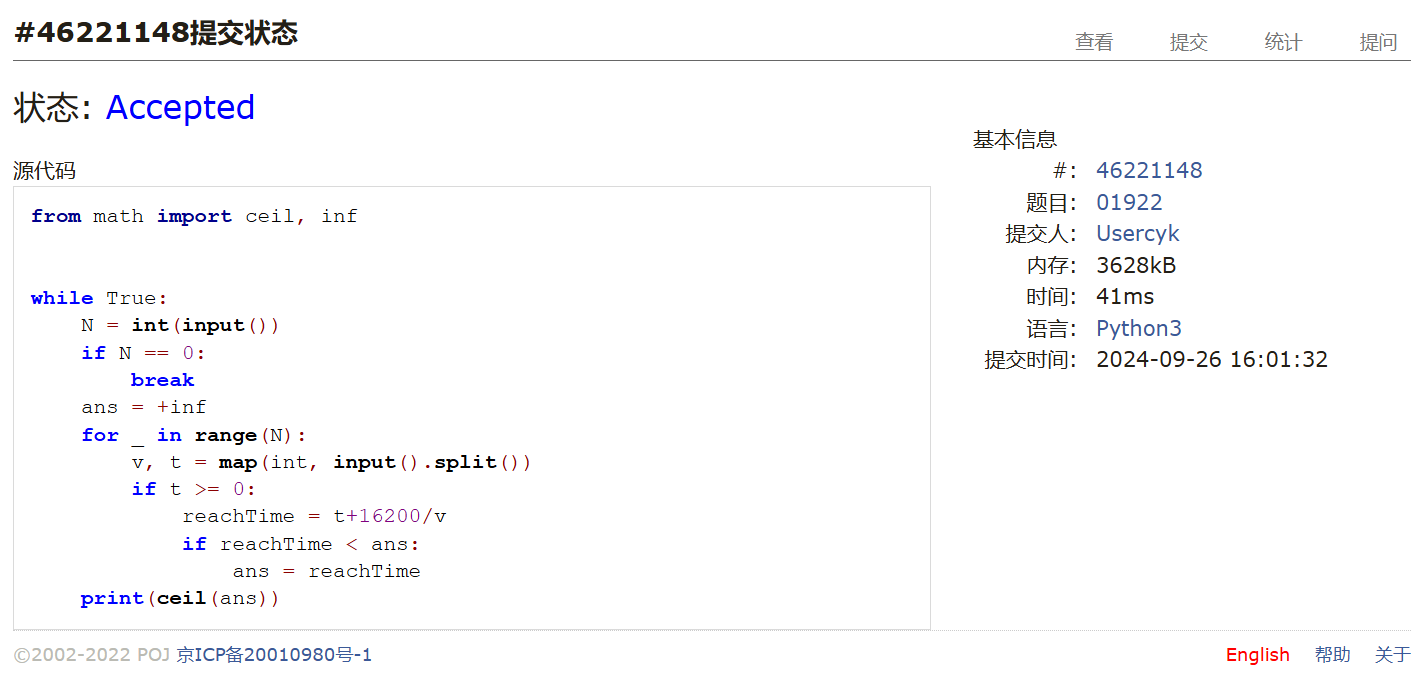 #46221148提交状态
查看 提交 统计 提问
状态: Accepted
源代码
from math import ceil, inf
while True:
    N = int(input())
    if N == 0:
        break
    ans = +inf
    for _ in range(N):
        v, t = map(int, input().split())
        if t >= 0:
            reachTime = t+16200/v
            if reachTime < ans:
                ans = reachTime
    print(ceil(ans))
基本信息
#: 46221148
题目: 01922
提交人: Usercyk
内存: 3628kB
时间: 41ms
语言: Python3
提交时间: 2024-09-26 16:01:32
©2002-2022 POJ 京ICP备20010980号-1
English 帮助 关于